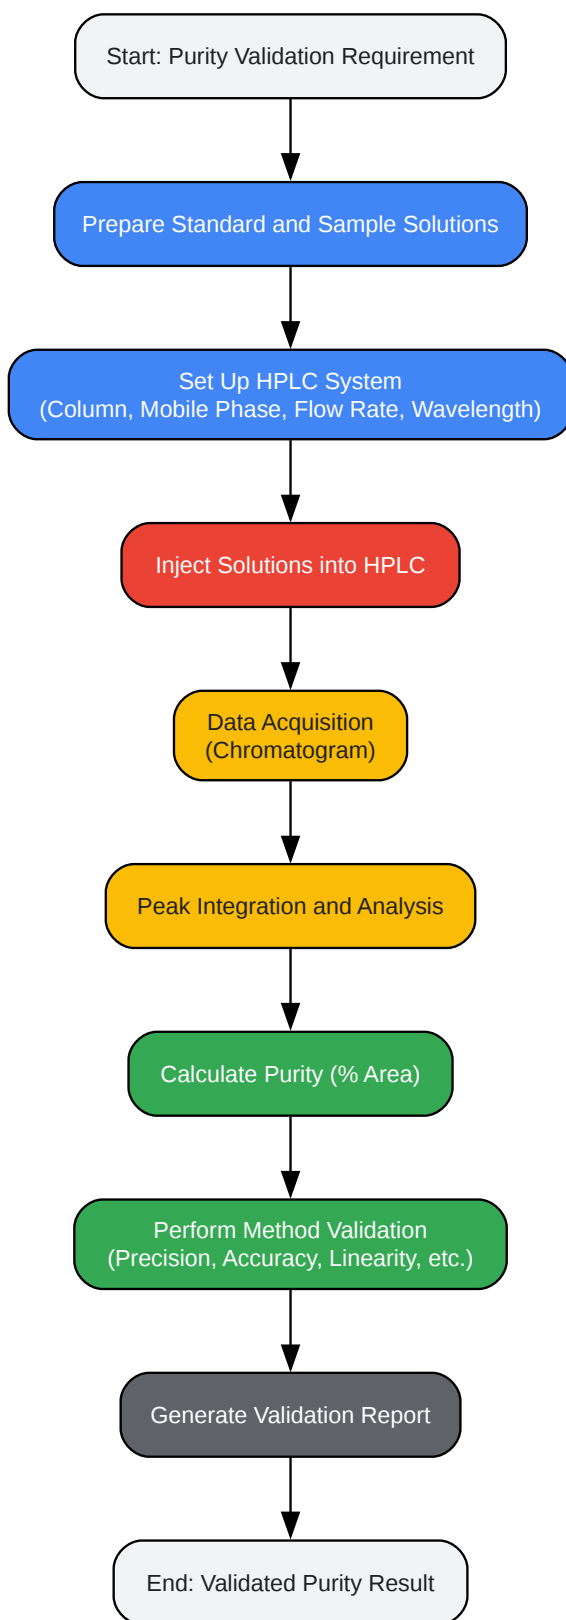 Start: Purity Validation Requirement
Prepare Standard and Sample Solutions
Set Up HPLC System
(Column, Mobile Phase, Flow Rate, Wavelength)
Inject Solutions into HPLC
Data Acquisition
(Chromatogram)
Peak Integration and Analysis
Calculate Purity (% Area)
Perform Method Validation
(Precision, Accuracy, Linearity, etc.)
Generate Validation Report
End: Validated Purity Result